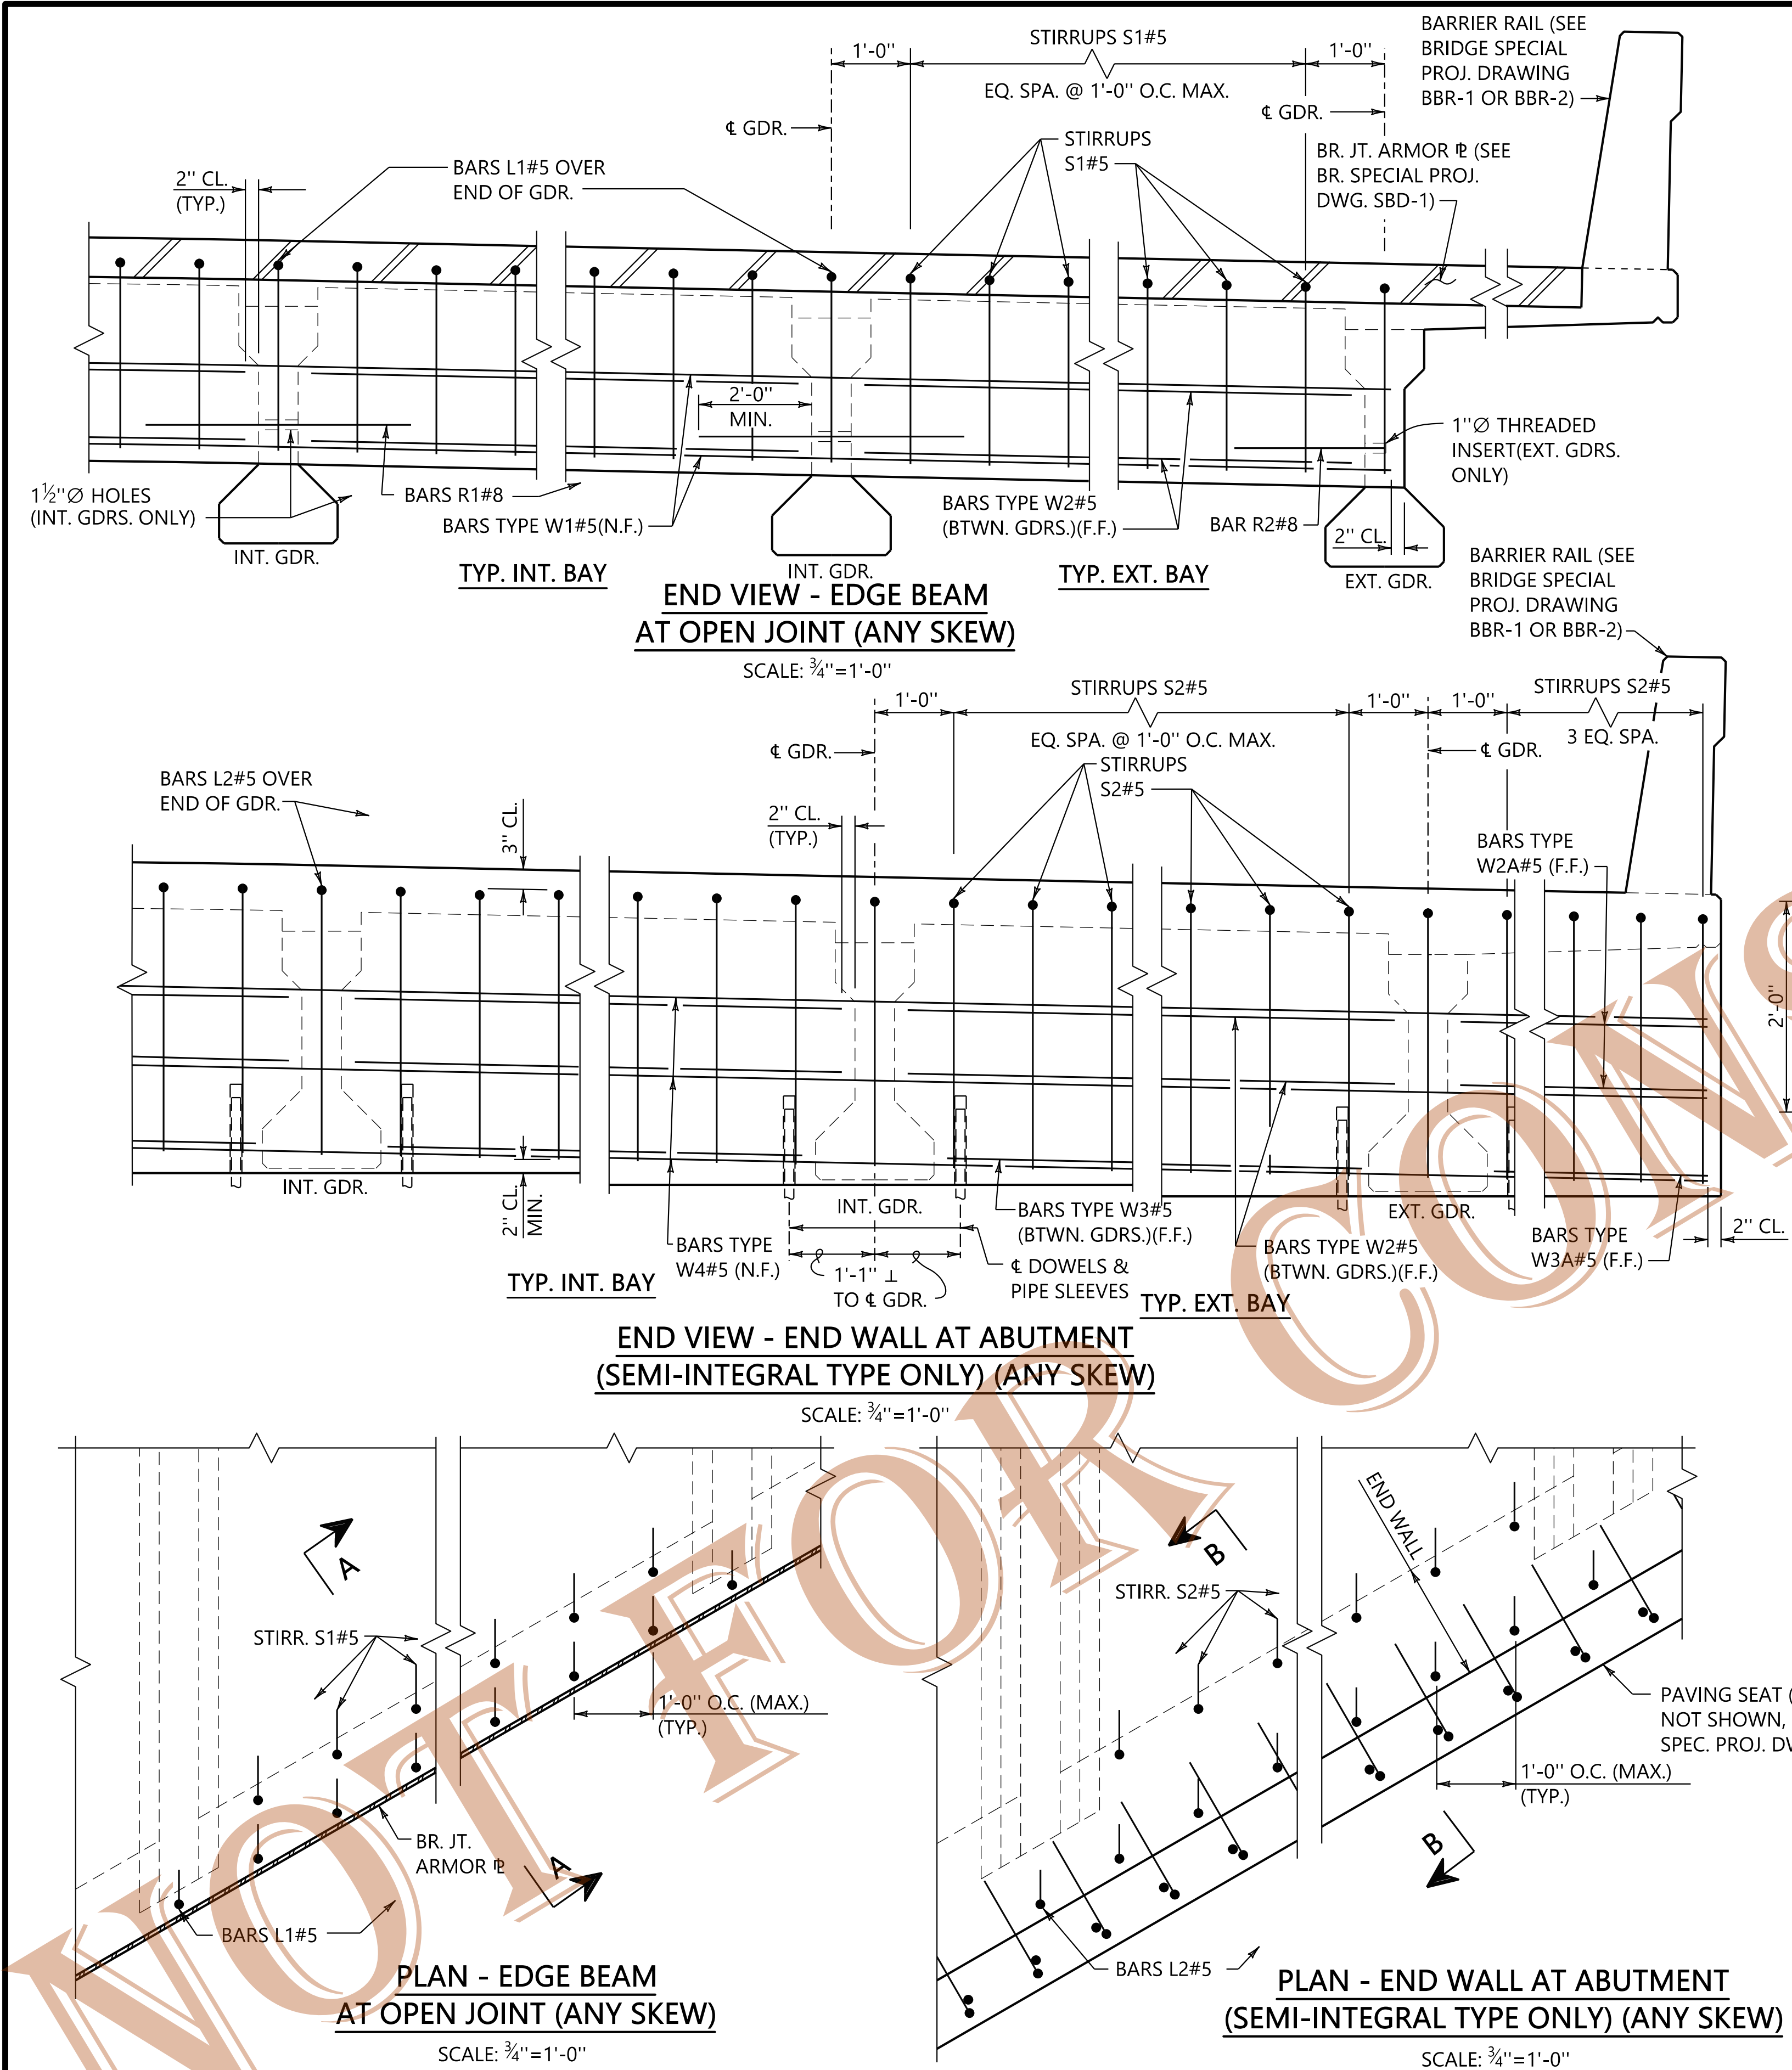 STIRRUPS S1#5
1'-0"
1'-0"
EQ. SPA. @ 1'-0" O.C. MAX.
BARRIER RAIL (SEE
BRIDGE SPECIAL
PROJ. DRAWING
BBR-1 OR BBR-2)
℄ GDR.
℄ GDR.
STIRRUPS
S1#5
BR. JT. ARMOR ⅊ (SEE
BR. SPECIAL PROJ.
DWG. SBD-1)
2" CL.
(TYP.)
BARS L1#5 OVER
END OF GDR.
2'-0"
MIN.
1"Ø THREADED
INSERT(EXT. GDRS.
ONLY)
1½"Ø HOLES
(INT. GDRS. ONLY)
BARS R1#8
BARS TYPE W1#5(N.F.)
BARS TYPE W2#5
(BTWN. GDRS.)(F.F.)
BAR R2#8
2" CL.
INT. GDR.
INT. GDR.
EXT. GDR.
TYP. INT. BAY
TYP. EXT. BAY
END VIEW - EDGE BEAM
AT OPEN JOINT (ANY SKEW)
SCALE: ¾"=1'-0"
BARRIER RAIL (SEE
BRIDGE SPECIAL
PROJ. DRAWING
BBR-1 OR BBR-2)
1'-0"
STIRRUPS S2#5
1'-0"
1'-0"
STIRRUPS S2#5
EQ. SPA. @ 1'-0" O.C. MAX.
3 EQ. SPA.
℄ GDR.
℄ GDR.
STIRRUPS
S2#5
BARS L2#5 OVER
END OF GDR.
3" CL.
2" CL.
(TYP.)
BARS TYPE
W2A#5 (F.F.)
2'-0"
INT. GDR.
2" CL.
MIN.
INT. GDR.
EXT. GDR.
BARS TYPE
W4#5 (N.F.)
1'-1" ⊥
TO ℄ GDR.
BARS TYPE W3#5
(BTWN. GDRS.)(F.F.)
℄ DOWELS &
PIPE SLEEVES
BARS TYPE W2#5
(BTWN. GDRS.)(F.F.)
BARS TYPE
W3A#5 (F.F.)
2" CL.
TYP. INT. BAY
TYP. EXT. BAY
END VIEW - END WALL AT ABUTMENT
(SEMI-INTEGRAL TYPE ONLY) (ANY SKEW)
SCALE: ¾"=1'-0"
A
STIRR. S1#5
1'-0" O.C. (MAX.)
(TYP.)
BR. JT.
ARMOR ⅊
A
BARS L1#5
PLAN - EDGE BEAM
AT OPEN JOINT (ANY SKEW)
SCALE: ¾"=1'-0"
B
END WALL
STIRR. S2#5
PAVING SEAT (
NOT SHOWN,
SPEC. PROJ. DW
1'-0" O.C. (MAX.)
(TYP.)
B
BARS L2#5
PLAN - END WALL AT ABUTMENT
(SEMI-INTEGRAL TYPE ONLY) (ANY SKEW)
SCALE: ¾"=1'-0"
NOT FOR CONS